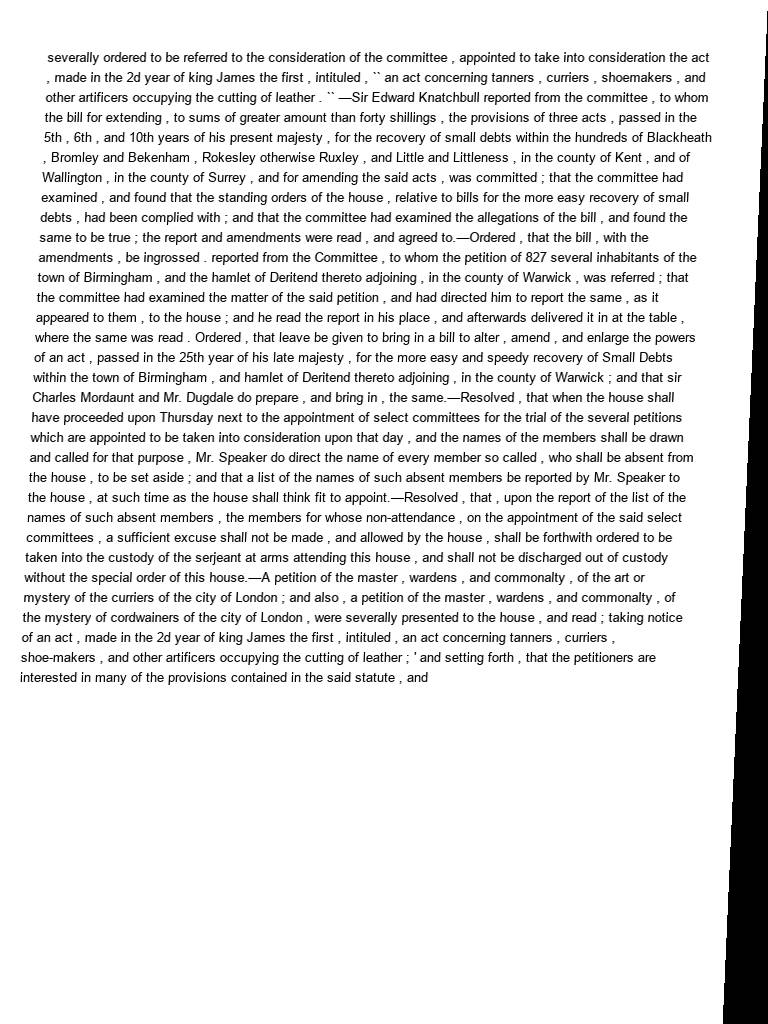 severally ordered to be referred to the consideration of the committee , appointed to take into consideration the act
, made in the 2d year of king James the first , intituled , `` an act concerning tanners , curriers , shoemakers , and
other artificers occupying the cutting of leather . `` —Sir Edward Knatchbull reported from the committee , to whom
the bill for extending , to sums of greater amount than forty shillings , the provisions of three acts , passed in the
5th , 6th , and 10th years of his present majesty , for the recovery of small debts within the hundreds of Blackheath
, Bromley and Bekenham , Rokesley otherwise Ruxley , and Little and Littleness , in the county of Kent , and of
Wallington , in the county of Surrey , and for amending the said acts , was committed ; that the committee had
examined , and found that the standing orders of the house , relative to bills for the more easy recovery of small
debts , had been complied with ; and that the committee had examined the allegations of the bill , and found the
same to be true ; the report and amendments were read , and agreed to.—Ordered , that the bill , with the
amendments , be ingrossed . reported from the Committee , to whom the petition of 827 several inhabitants of the
town of Birmingham , and the hamlet of Deritend thereto adjoining , in the county of Warwick , was referred ; that
the committee had examined the matter of the said petition , and had directed him to report the same , as it
appeared to them , to the house ; and he read the report in his place , and afterwards delivered it in at the table ,
where the same was read . Ordered , that leave be given to bring in a bill to alter , amend , and enlarge the powers
of an act , passed in the 25th year of his late majesty , for the more easy and speedy recovery of Small Debts
within the town of Birmingham , and hamlet of Deritend thereto adjoining , in the county of Warwick ; and that sir
Charles Mordaunt and Mr. Dugdale do prepare , and bring in , the same.—Resolved , that when the house shall
have proceeded upon Thursday next to the appointment of select committees for the trial of the several petitions
which are appointed to be taken into consideration upon that day , and the names of the members shall be drawn
and called for that purpose , Mr. Speaker do direct the name of every member so called , who shall be absent from
the house , to be set aside ; and that a list of the names of such absent members be reported by Mr. Speaker to
the house , at such time as the house shall think fit to appoint.—Resolved , that , upon the report of the list of the
names of such absent members , the members for whose non-attendance , on the appointment of the said select
committees , a sufficient excuse shall not be made , and allowed by the house , shall be forthwith ordered to be
taken into the custody of the serjeant at arms attending this house , and shall not be discharged out of custody
without the special order of this house.—A petition of the master , wardens , and commonalty , of the art or
mystery of the curriers of the city of London ; and also , a petition of the master , wardens , and commonalty , of
the mystery of cordwainers of the city of London , were severally presented to the house , and read ; taking notice
of an act , made in the 2d year of king James the first , intituled , an act concerning tanners , curriers ,
shoe-makers , and other artificers occupying the cutting of leather ; ' and setting forth , that the petitioners are
interested in many of the provisions contained in the said statute , and